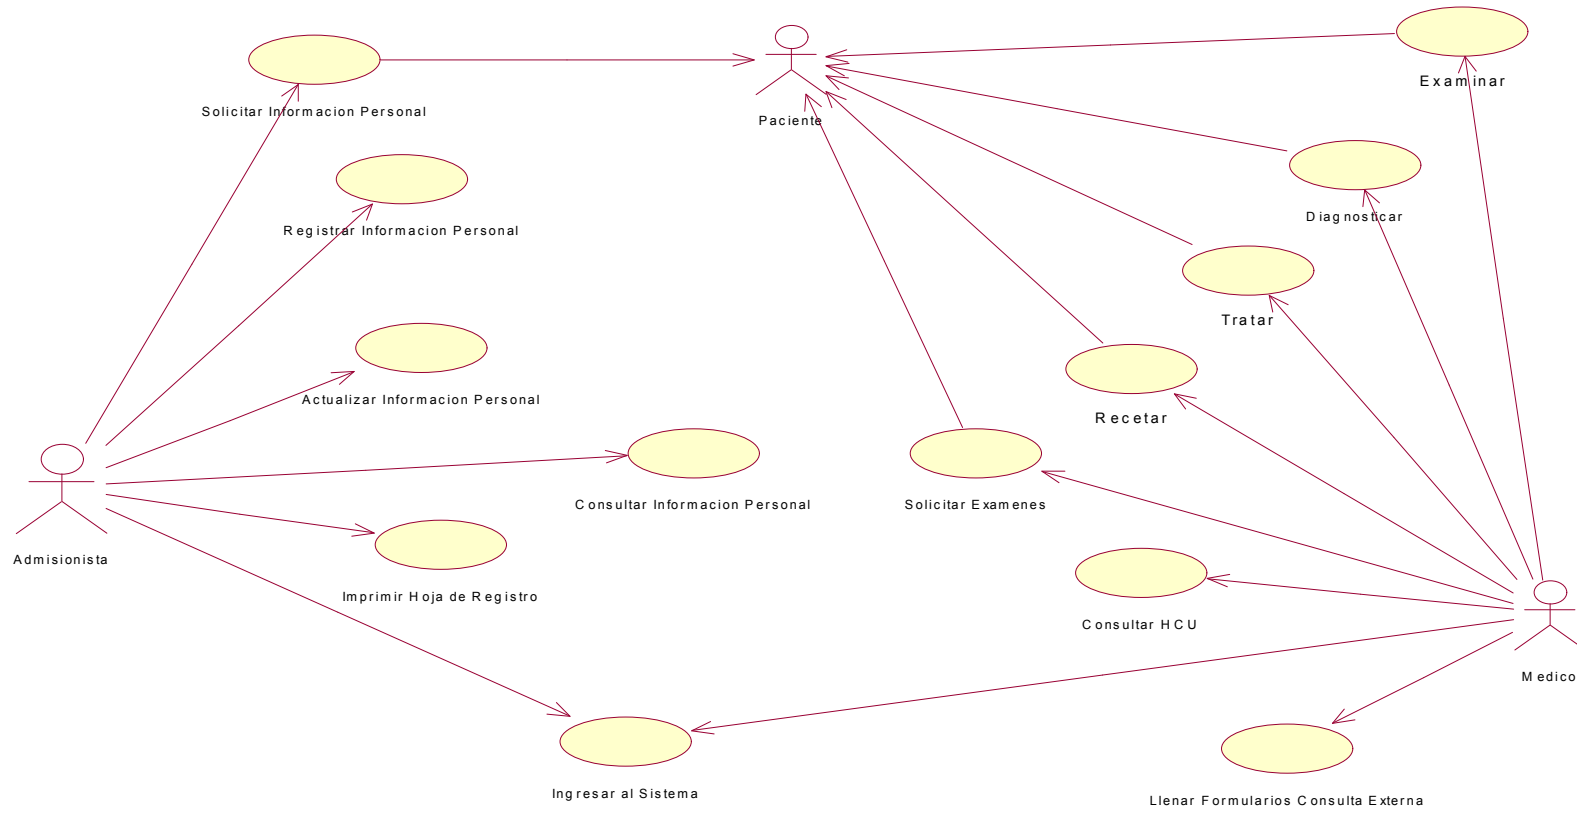 Examinar
Solicitar Informacion Personal
Paciente
Diagnosticar
Registrar Informacion Personal
Tratar
Actualizar Informacion Personal
Recetar
Consultar Informacion Personal
Solicitar Examenes
Admisionista
Imprimir Hoja de Registro
Consultar HCU
Medico
Ingresar al Sistema
Llenar Formularios Consulta Externa